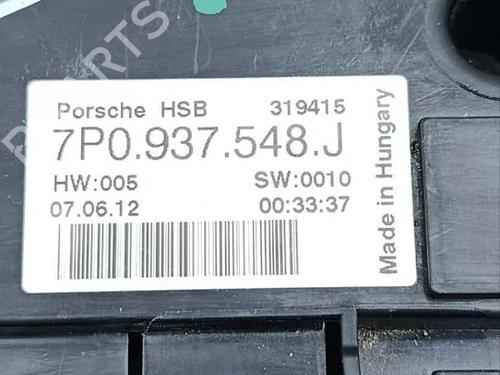 PARTS
Porsche HSB 319415
7P0.937.548.J
HW:005 SW:0010
07.06.12 00:33:37
Made in Hungary